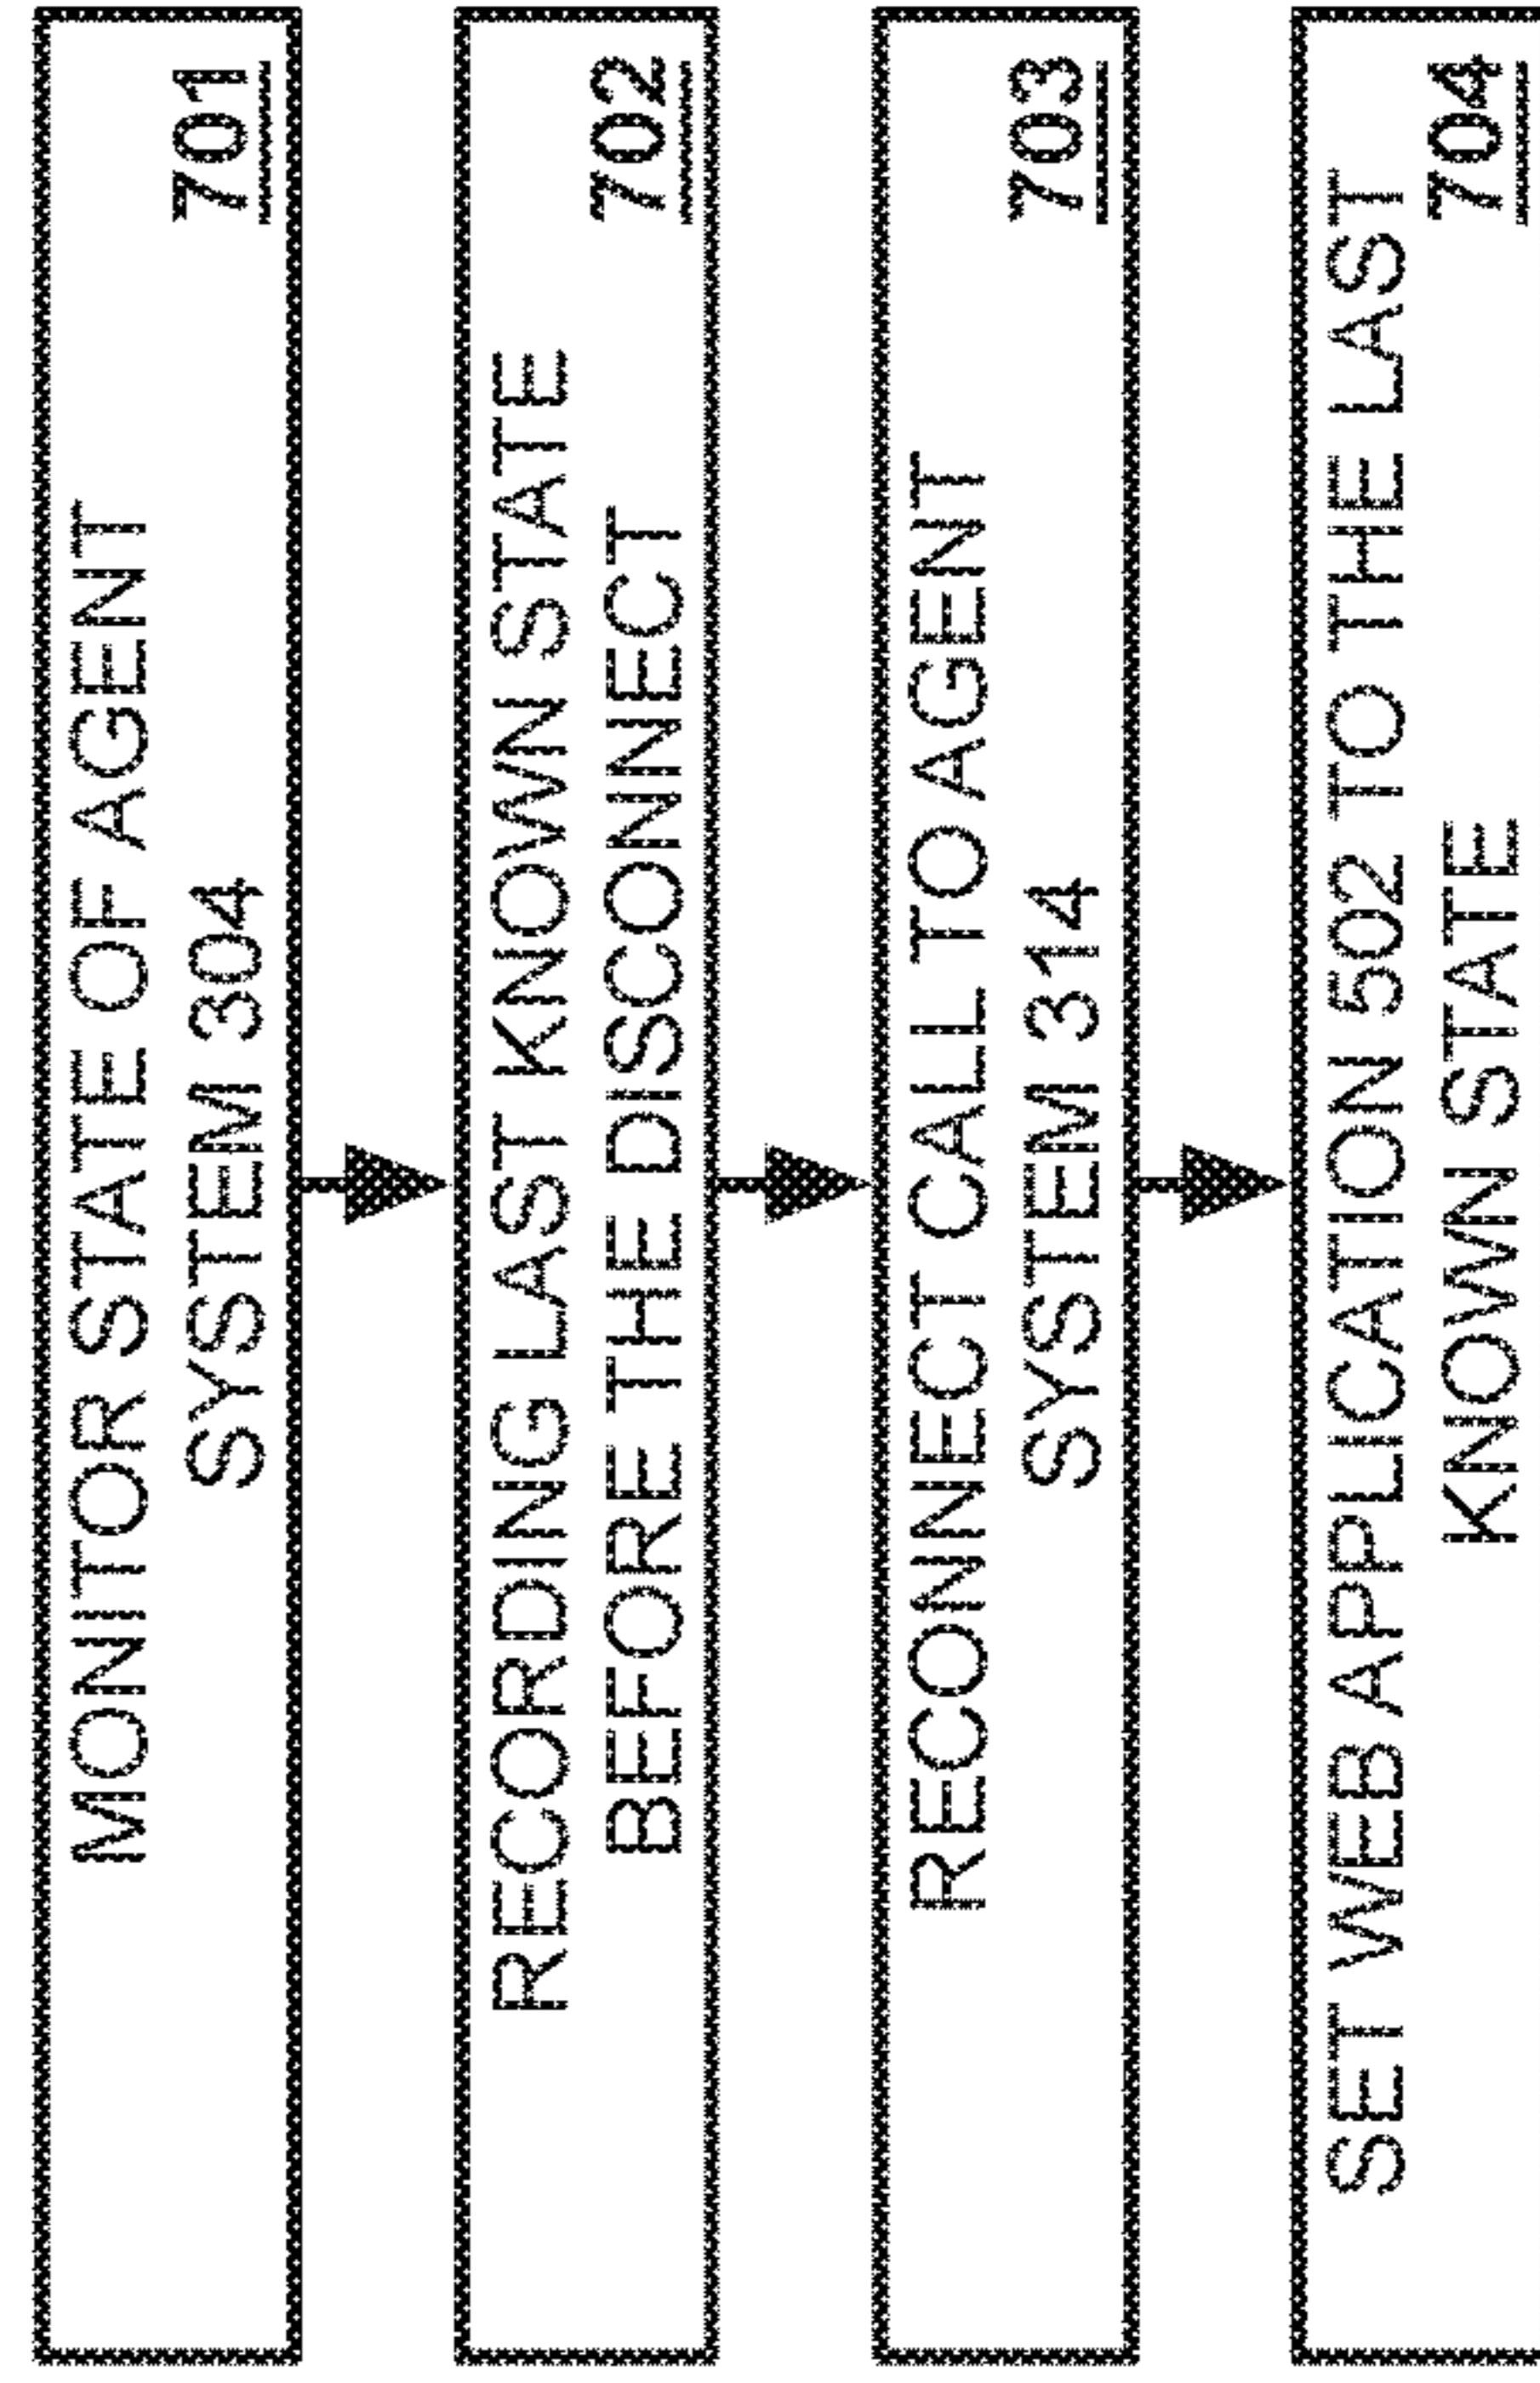 MONITOR STATE OF AGENT
SYSTEM 304
701
RECORDING LAST KNOWN STATE
BEFORE THE DISCONNECT
702
RECONNECT CALL TO AGENT
SYSTEM 314
703
SET WEB APPLICATION 502 TO THE LAST
KNOWN STATE
704